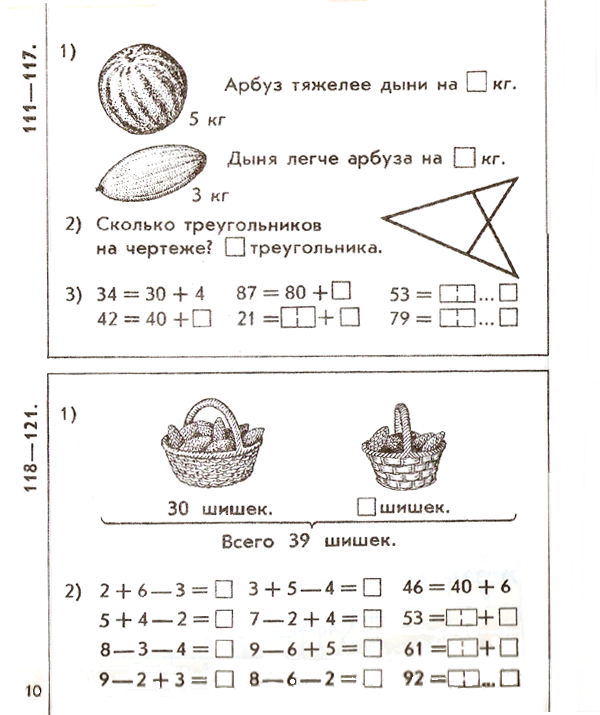 111—117.
1)
Арбуз тяжелее дыни на □ кг.
5 кг
Дыня легче арбуза на □ кг.
3 кг
2) Сколько треугольников
на чертеже? □ треугольника.
3) 34 = 30 + 4 87 = 80 + □ 53 = □□ ... □
42 = 40 + □ 21 = □□ + □ 79 = □□ ... □
118—121.
1)
30 шишек. □ шишек.
Всего 39 шишек.
2) 2 + 6 — 3 = □ 3 + 5 — 4 = □ 46 = 40 + 6
5 + 4 — 2 = □ 7 — 2 + 4 = □ 53 = □□ + □
8 — 3 — 4 = □ 9 — 6 + 5 = □ 61 = □□ + □
9 — 2 + 3 = □ 8 — 6 — 2 = □ 92 = □□ ... □
10